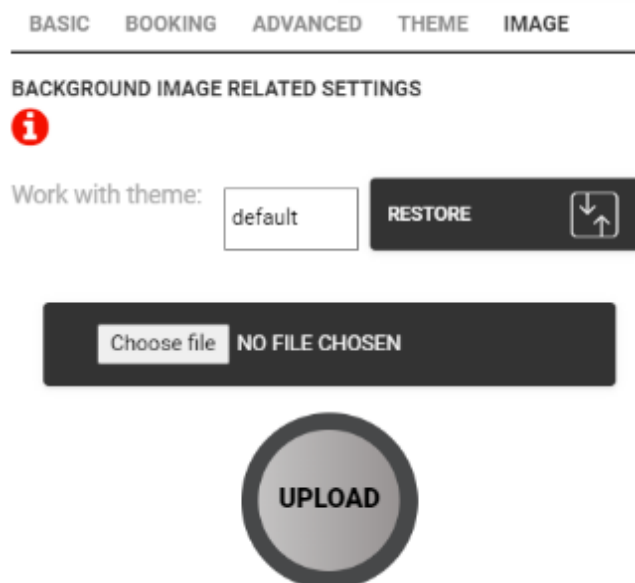 BASIC BOOKING ADVANCED THEME IMAGE
BACKGROUND IMAGE RELATED SETTINGS
Work with theme: default RESTORE
Choose file NO FILE CHOSEN
UPLOAD